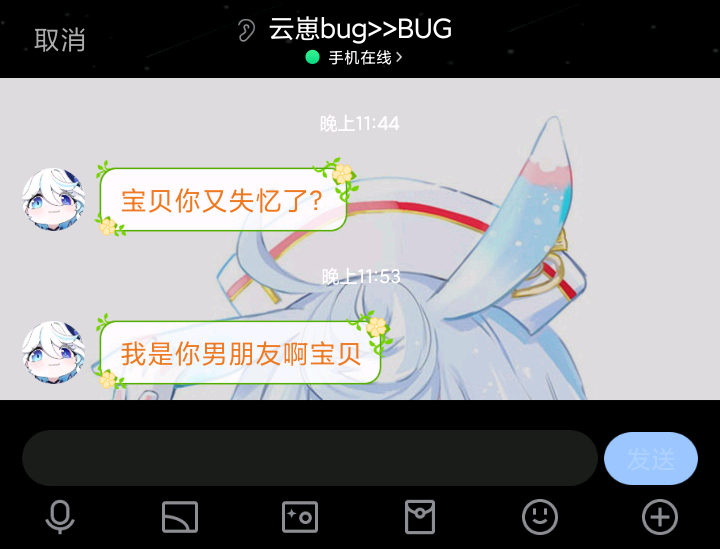 取消
云崽bug>>BUG
手机在线>
晚上11:44
宝贝你又失忆了?
晚上11:53
我是你男朋友啊宝贝
发送